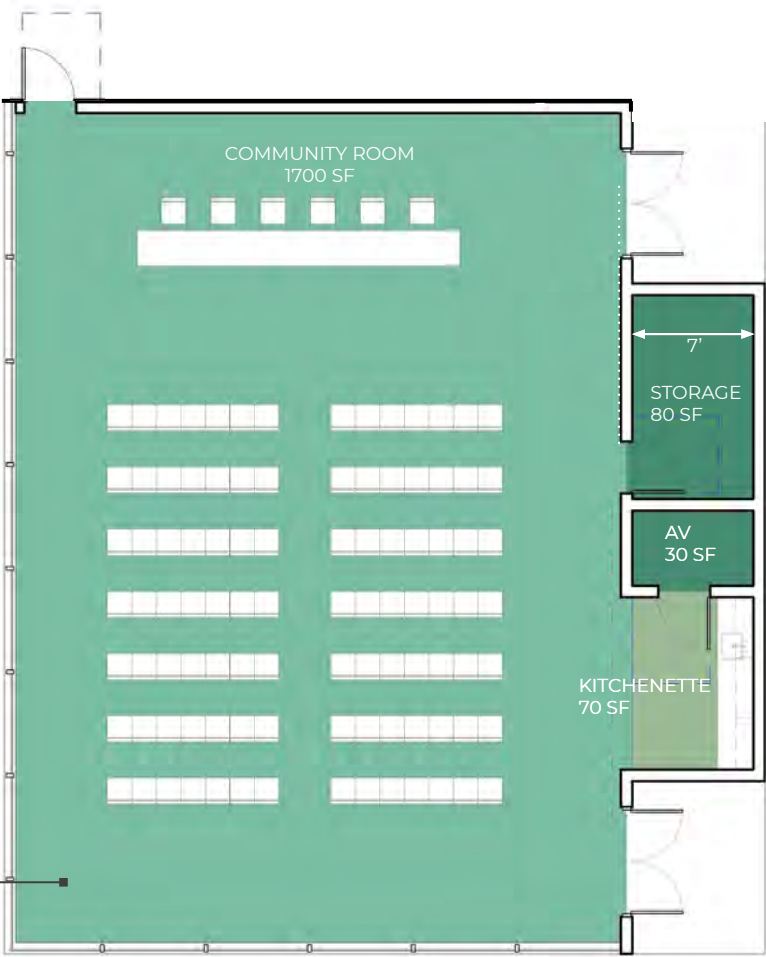 COMMUNITY ROOM
1700 SF
7'
STORAGE
80 SF
AV
30 SF
KITCHENETTE
70 SF